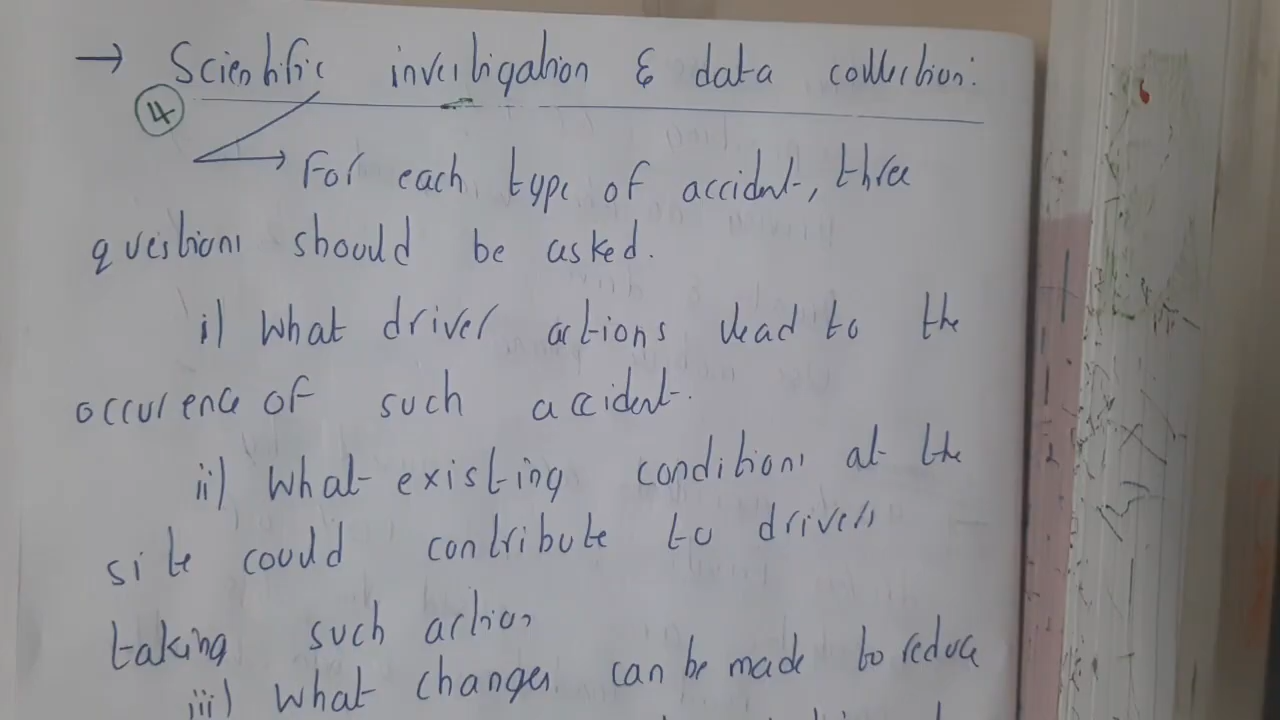 → Scientific investigation & data collection:
4
→ For each type of accident, three
questions should be asked.
i) What driver actions lead to the
occurence of such accident.
ii) What existing conditions at the
site could contribute to drivers
taking such action
iii) What changes can be made to reduce